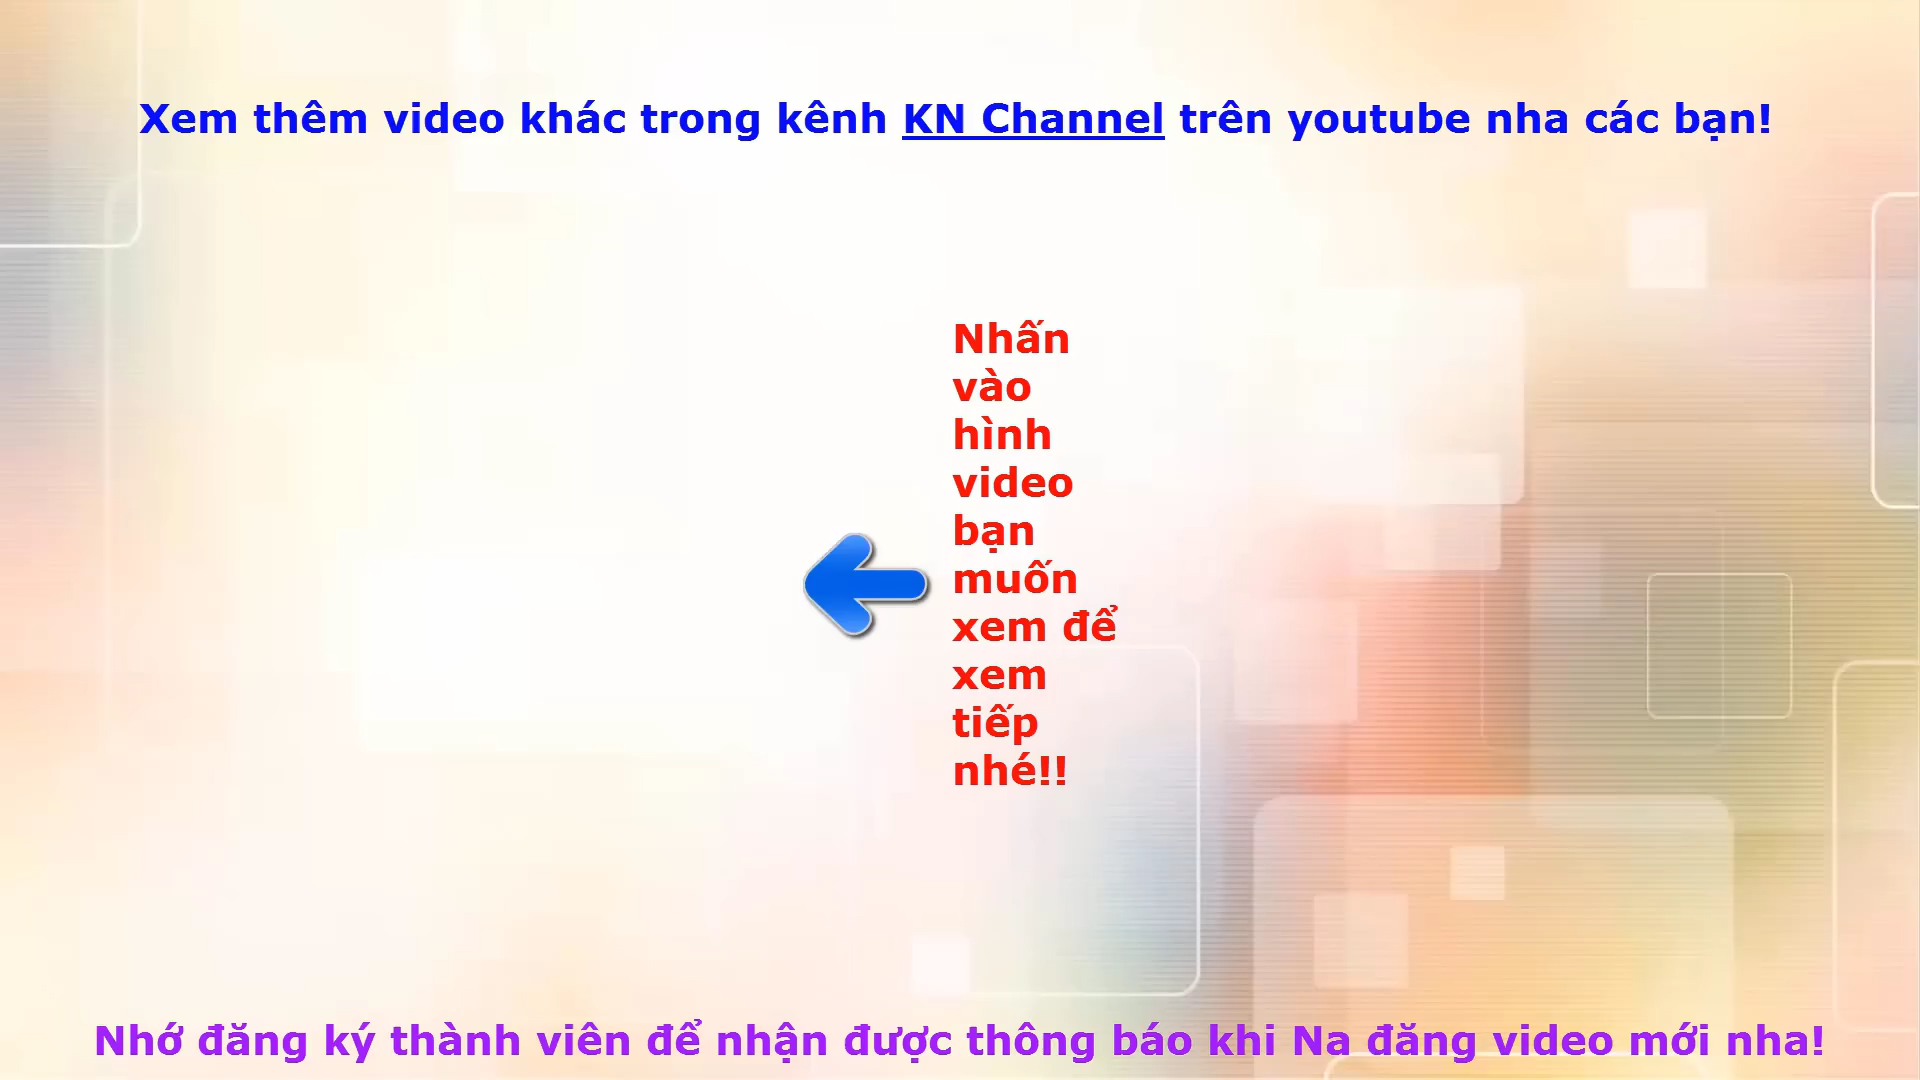 Xem thêm video khác trong kênh KN Channel trên youtube nha các bạn!
Nhấn
vào
hình
video
bạn
muốn
xem để
xem
tiếp
nhé!!
Nhớ đăng ký thành viên để nhận được thông báo khi Na đăng video mới nha!